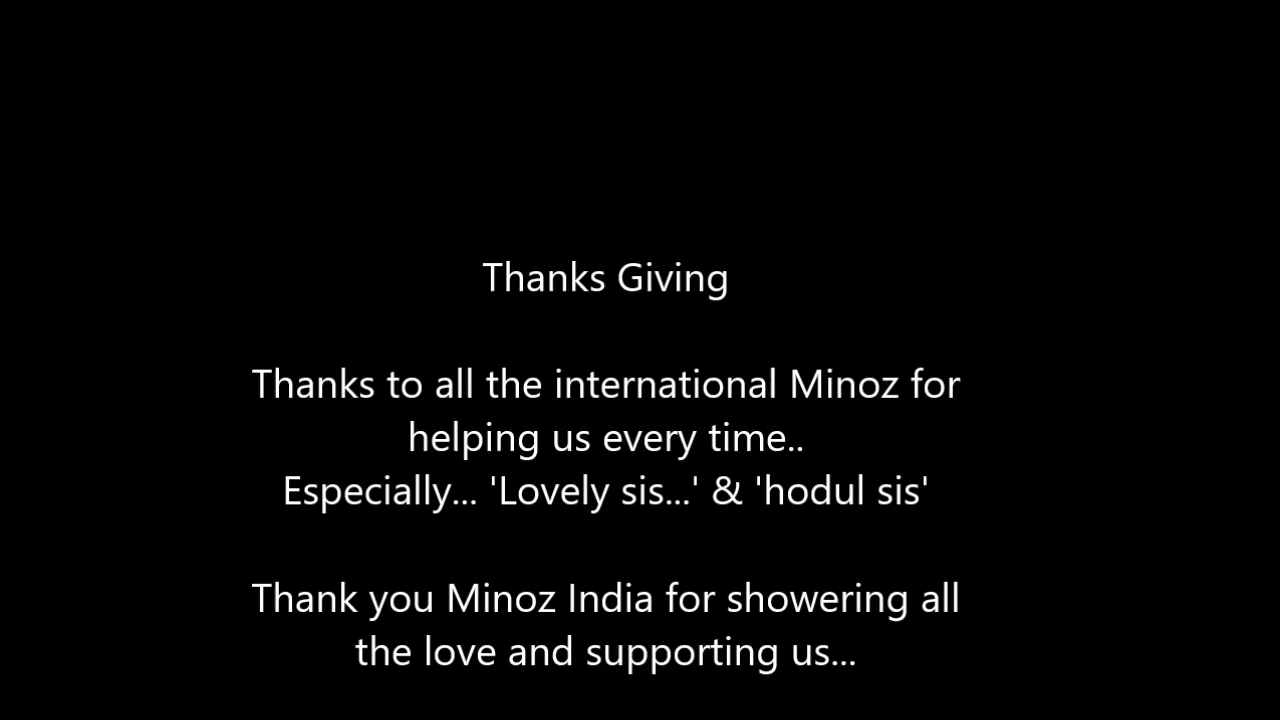 Thanks Giving
Thanks to all the international Minoz for
helping us every time..
Especially... 'Lovely sis...' & 'hodul sis'
Thank you Minoz India for showering all
the love and supporting us...